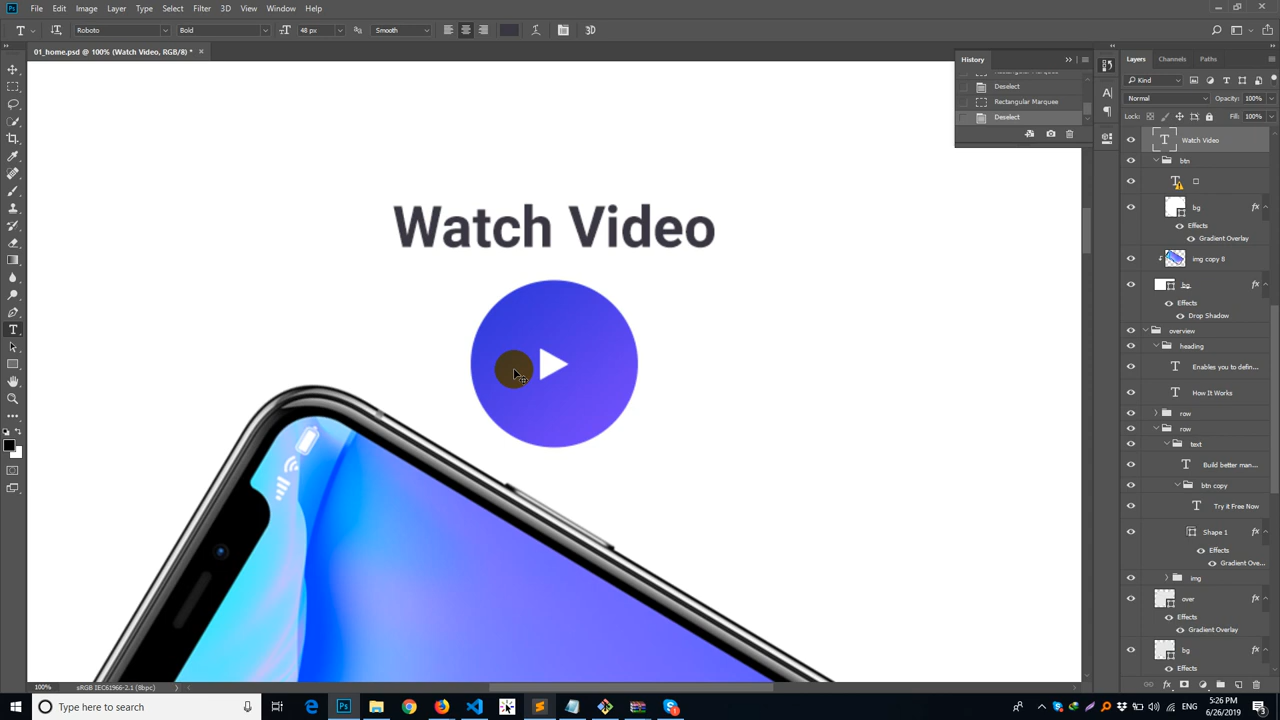 Ps File Edit Image Layer Type Select Filter 3D View Window Help
Roboto Bold 48 px Smooth 3D
01_home.psd @ 100% (Watch Video, RGB/8) *
History
Rectangular Marquee
Deselect
Rectangular Marquee
Deselect
Layers Channels Paths
Kind
Normal Opacity: 100%
Lock: Fill: 100%
Watch Video
btn
bg
Effects
Gradient Overlay
img copy 8
bg
Effects
Drop Shadow
overview
heading
Enables you to defin...
How It Works
row
row
text
Build better man...
btn copy
Try it Free Now
Shape 1
Effects
Gradient Ove...
img
over
Effects
Gradient Overlay
bg
Effects
Watch Video
100% sRGB IEC61966-2.1 (8bpc)
Type here to search
ENG
5:26 PM
6/26/2019